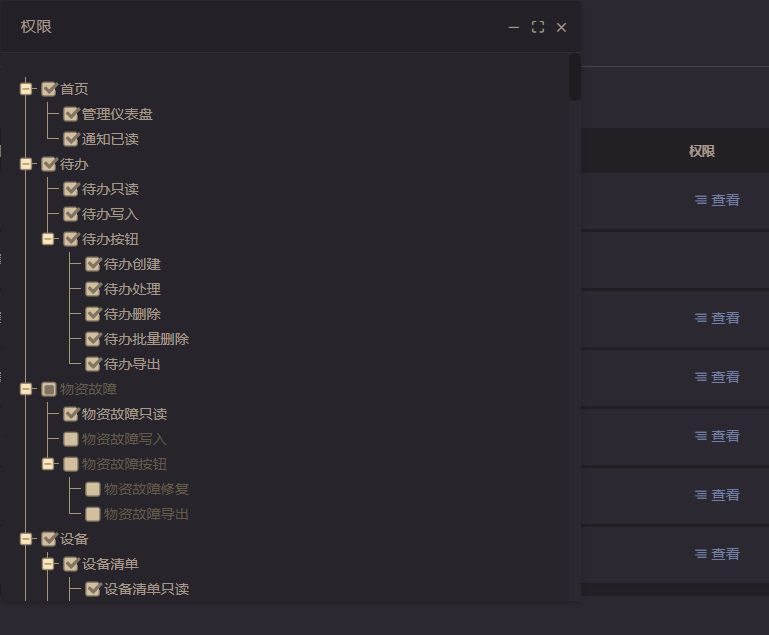 权限
首页
管理仪表盘
通知已读
待办
待办只读
待办写入
待办按钮
待办创建
待办处理
待办删除
待办批量删除
待办导出
物资故障
物资故障只读
物资故障写入
物资故障按钮
物资故障修复
物资故障导出
设备
设备清单
设备清单只读
权限
查看
查看
查看
查看
查看
查看